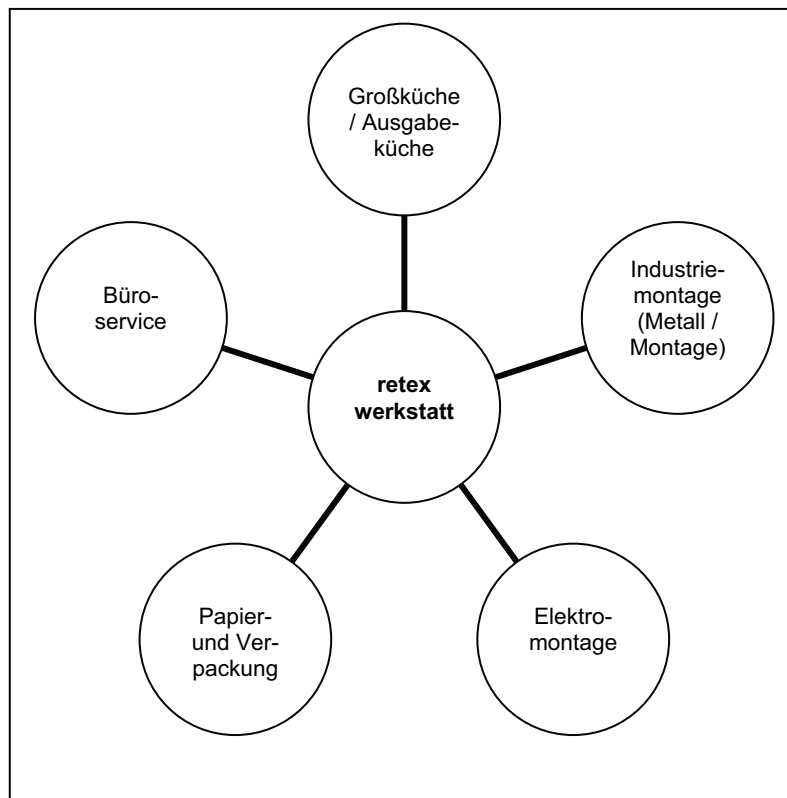 Großküche
/ Ausgabe-
küche
Büro-
service
Industrie-
montage
(Metall /
Montage)
retex
werkstatt
Papier-
und Ver-
packung
Elektro-
montage